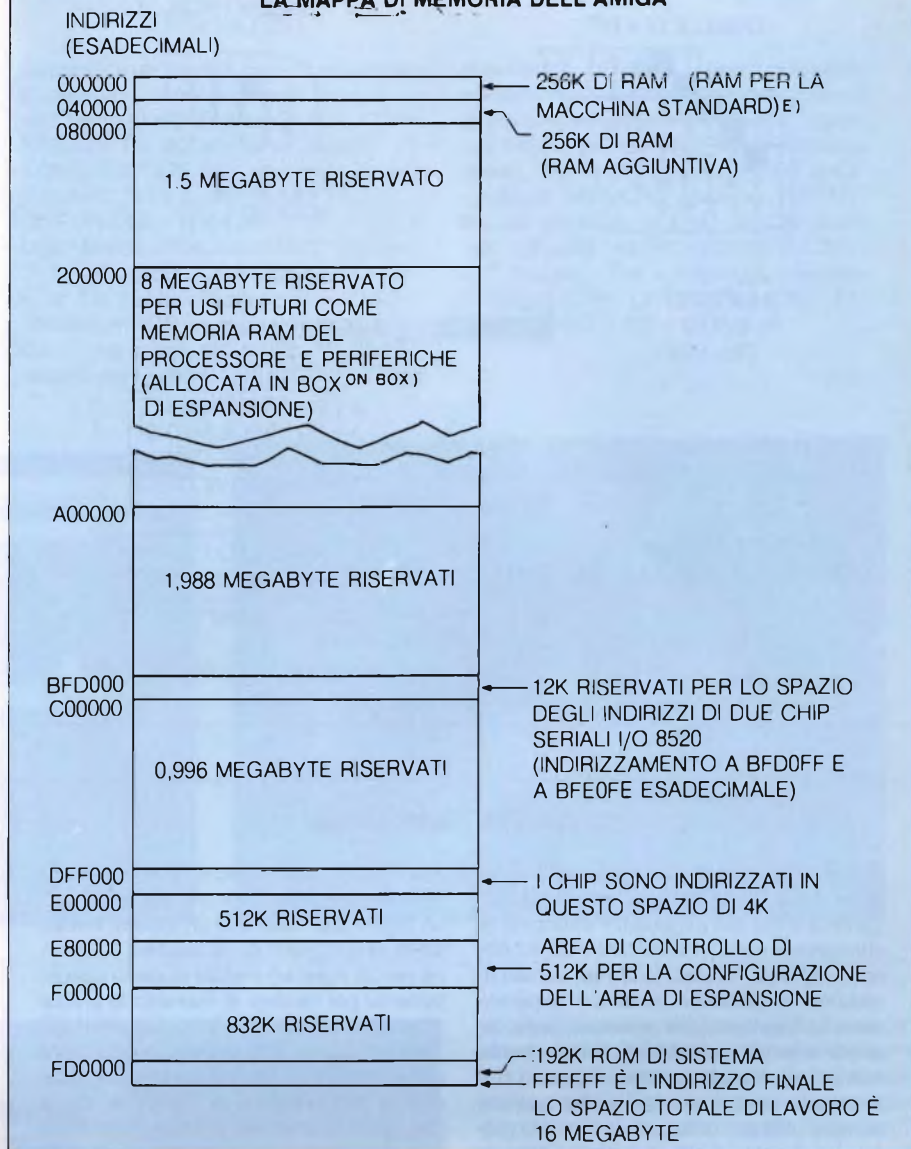 LA MAPPA DI MEMORIA DELL'AMIGA
INDIRIZZI
(ESADECIMALI)
000000
040000
080000
256K DI RAM (RAM PER LA
MACCHINA STANDARD) E)
256K DI RAM
(RAM AGGIUNTIVA)
1.5 MEGABYTE RISERVATO
200000
8 MEGABYTE RISERVATO
PER USI FUTURI COME
MEMORIA RAM DEL
PROCESSORE E PERIFERICHE
(ALLOCATA IN BOX ON BOX)
DI ESPANSIONE)
A00000
1,988 MEGABYTE RISERVATI
BFD000
C00000
12K RISERVATI PER LO SPAZIO
DEGLI INDIRIZZI DI DUE CHIP
SERIALI I/O 8520
(INDIRIZZAMENTO A BFD0FF E
A BFE0FE ESADECIMALE)
0,996 MEGABYTE RISERVATI
DFF000
E00000
I CHIP SONO INDIRIZZATI IN
QUESTO SPAZIO DI 4K
512K RISERVATI
E80000
AREA DI CONTROLLO DI
512K PER LA CONFIGURAZIONE
DELL'AREA DI ESPANSIONE
F00000
832K RISERVATI
FD0000
:192K ROM DI SISTEMA
FFFFFF È L'INDIRIZZO FINALE
LO SPAZIO TOTALE DI LAVORO È
16 MEGABYTE